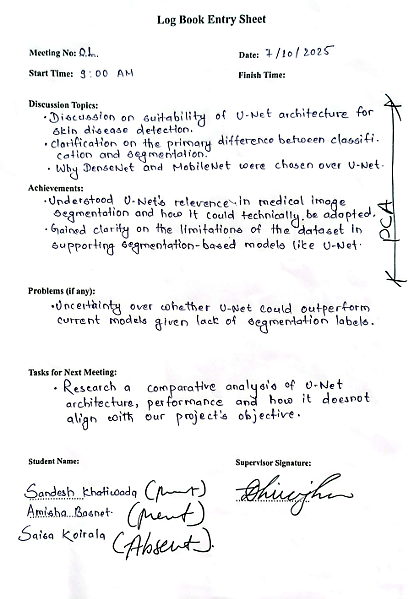 Log Book Entry Sheet
Meeting No: 01.
Date: 7/10/2025
Start Time: 9:00 AM
Finish Time:
Discussion Topics:
• Discussion on suitability of U-Net architecture for
skin disease detection.
• Clarification on the primary difference between classifi-
cation and segmentation.
• Why DenseNet and MobileNet were chosen over U-Net.
Achievements:
• Understood U-Net's relevence in medical image
segmentation and how it could technically be adapted.
• Gained clarity on the limitations of the dataset in
supporting segmentation-based models like U-Net.
PCA
Problems (if any):
• Uncertainty over whether U-Net could outperform
current models given lack of segmentation labels.
Tasks for Next Meeting:
• Research a comparative analysis of U-Net
architecture, performance and how it doesnot
align with our project's objective.
Student Name:
Supervisor Signature:
Sandesh Khatiwada
Amisha Basnet
Saisa Koirala (Absent).